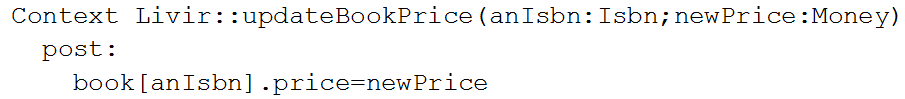 Context Livir::updateBookPrice(anIsbn:Isbn;newPrice:Money)
post:
book[anIsbn].price=newPrice